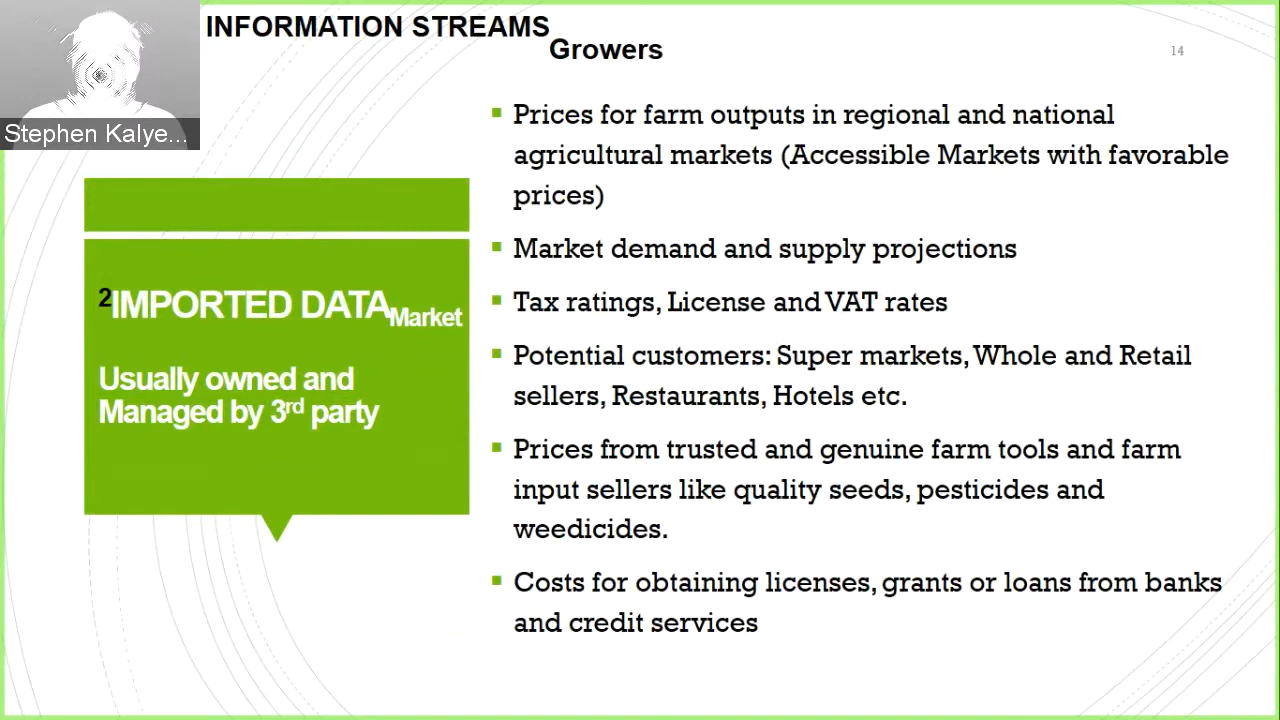 INFORMATION STREAMS
Growers
14
Stephen Kalye...
2IMPORTED DATAMarket
Usually owned and
Managed by 3rd party
Prices for farm outputs in regional and national
agricultural markets (Accessible Markets with favorable
prices)
Market demand and supply projections
Tax ratings, License and VAT rates
Potential customers: Super markets, Whole and Retail
sellers, Restaurants, Hotels etc.
Prices from trusted and genuine farm tools and farm
input sellers like quality seeds, pesticides and
weedicides.
Costs for obtaining licenses, grants or loans from banks
and credit services